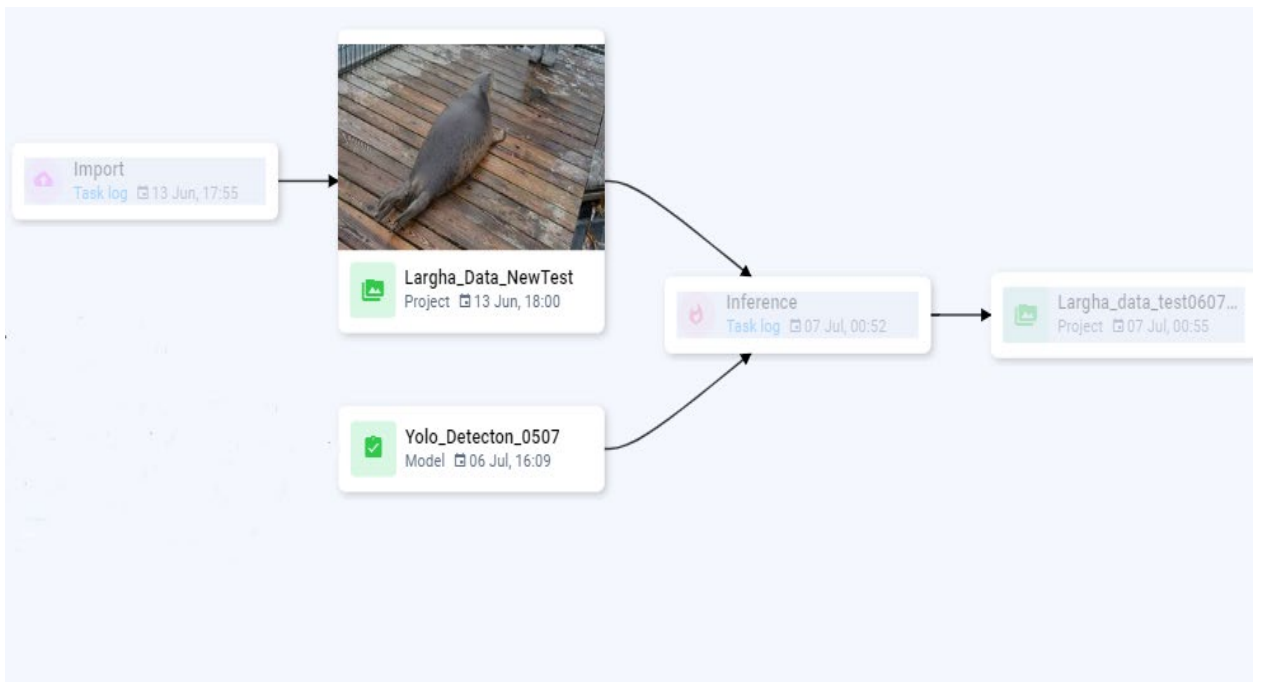 Import
Task log 13 Jun, 17:55
Largha_Data_NewTest
Project 13 Jun, 18:00
Yolo_Detecton_0507
Model 06 Jul, 16:09
Inference
Task log 07 Jul, 00:52
Largha_data_test0607...
Project 07 Jul, 00:55